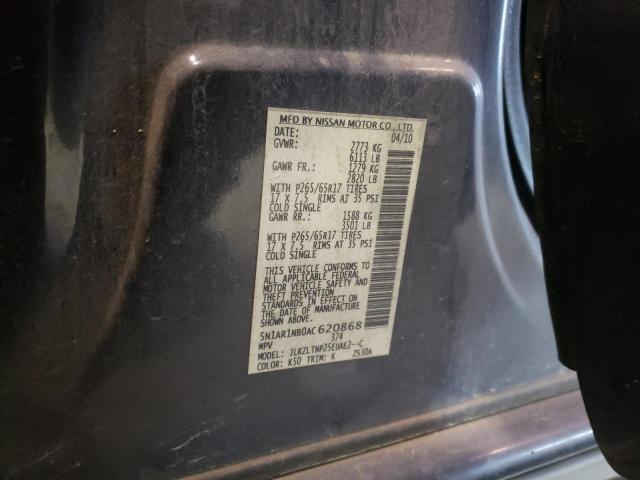 MFD BY NISSAN MOTOR CO., LTD.
DATE: 04/10
GVWR: 2773 KG
6113 LB
GAWR FR.: 1279 KG
2820 LB
WITH P265/65R17 TIRES
17 X 7.5 RIMS AT 35 PSI
COLD SINGLE
GAWR RR.: 1588 KG
3501 LB
WITH P265/65R17 TIRES
17 X 7.5 RIMS AT 35 PSI
COLD SINGLE
THIS VEHICLE CONFORMS TO
ALL APPLICABLE FEDERAL
MOTOR VEHICLE SAFETY AND
THEFT PREVENTION
STANDARDS IN EFFECT ON
THE DATE OF MANUFACTURE
SHOWN ABOVE
5N1AR1NB0AC620868
MPV 374
MODEL: JLKZLTNP25EUAEJ--C
COLOR: K50 TRIM: K ZS30A